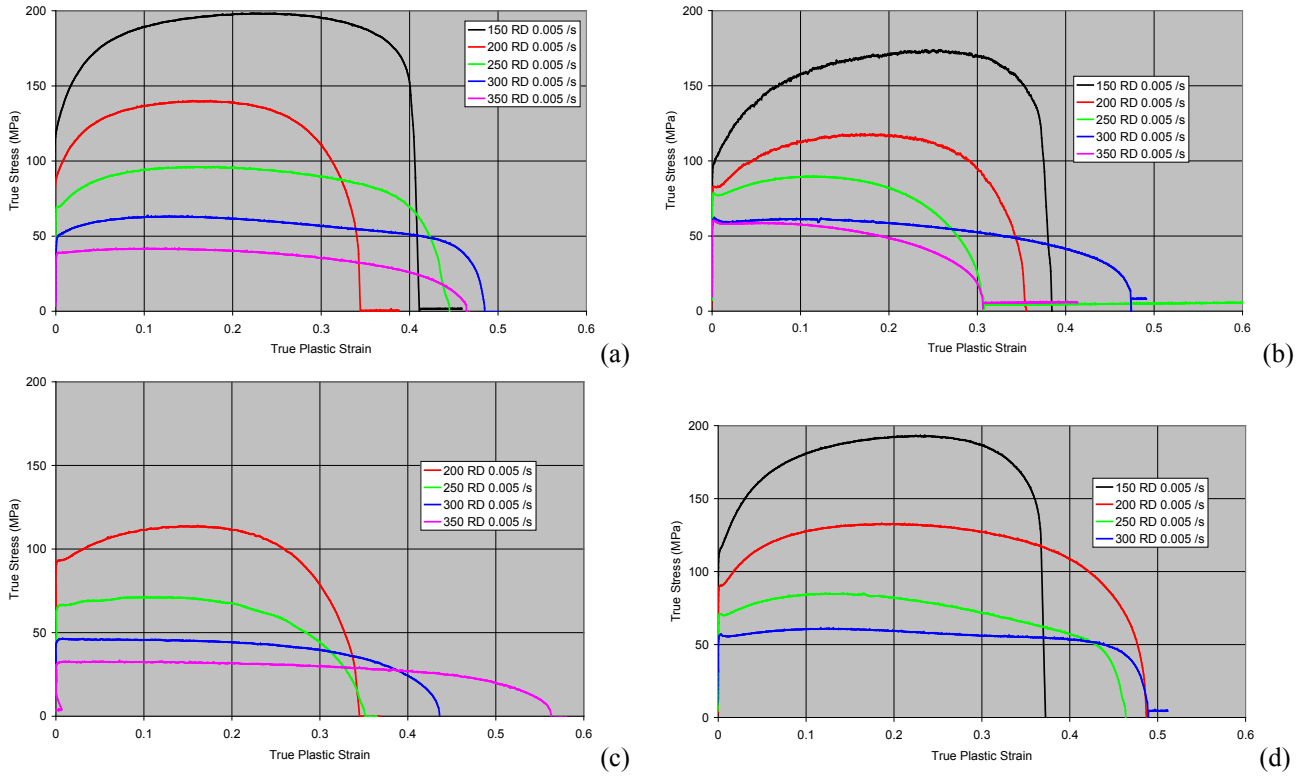 200
150
100
50
0
True Stress (MPa)
150 RD 0.005 /s
200 RD 0.005 /s
250 RD 0.005 /s
300 RD 0.005 /s
350 RD 0.005 /s
0 0.1 0.2 0.3 0.4 0.5 0.6
True Plastic Strain
(a)
200
150
100
50
0
True Stress (MPa)
150 RD 0.005 /s
200 RD 0.005 /s
250 RD 0.005 /s
300 RD 0.005 /s
350 RD 0.005 /s
0 0.1 0.2 0.3 0.4 0.5 0.6
True Plastic Strain
(b)
200
150
100
50
0
True Stress (MPa)
200 RD 0.005 /s
250 RD 0.005 /s
300 RD 0.005 /s
350 RD 0.005 /s
0 0.1 0.2 0.3 0.4 0.5 0.6
True Plastic Strain
(c)
200
150
100
50
0
True Stress (MPa)
150 RD 0.005 /s
200 RD 0.005 /s
250 RD 0.005 /s
300 RD 0.005 /s
0 0.1 0.2 0.3 0.4 0.5 0.6
True Plastic Strain
(d)